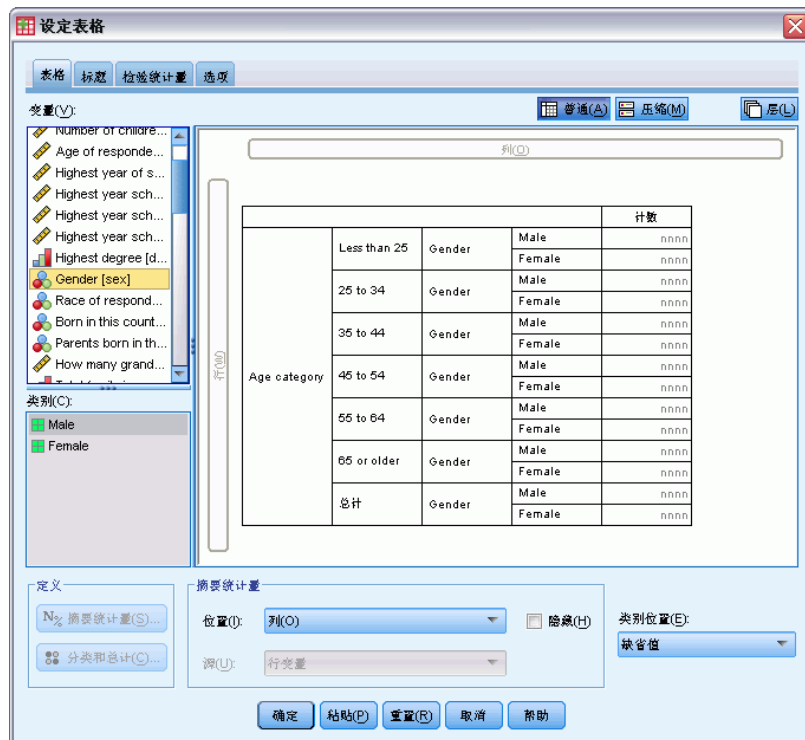 设定表格
表格 标题 检验统计量 选项
变量(V):
普通(A) 压缩(M) 层(L)
Number of childre...
Age of responde...
Highest year of s...
Highest year sch...
Highest year sch...
Highest year sch...
Highest degree [d...
Gender [sex]
Race of respond...
Born in this count...
Parents born in th...
How many grand...
类别(C):
Male
Female
列(O)
行(W)
计数
Age category
Less than 25 Gender Male nnnn
Female nnnn
25 to 34 Gender Male nnnn
Female nnnn
35 to 44 Gender Male nnnn
Female nnnn
45 to 54 Gender Male nnnn
Female nnnn
55 to 64 Gender Male nnnn
Female nnnn
65 or older Gender Male nnnn
Female nnnn
总计 Gender Male nnnn
Female nnnn
定义
N% 摘要统计量(S)...
分类和总计(C)...
摘要统计量
位置(I): 列(O) 隐藏(H)
源(U): 行变量
类别位置(E):
缺省值
确定 粘贴(P) 重置(R) 取消 帮助